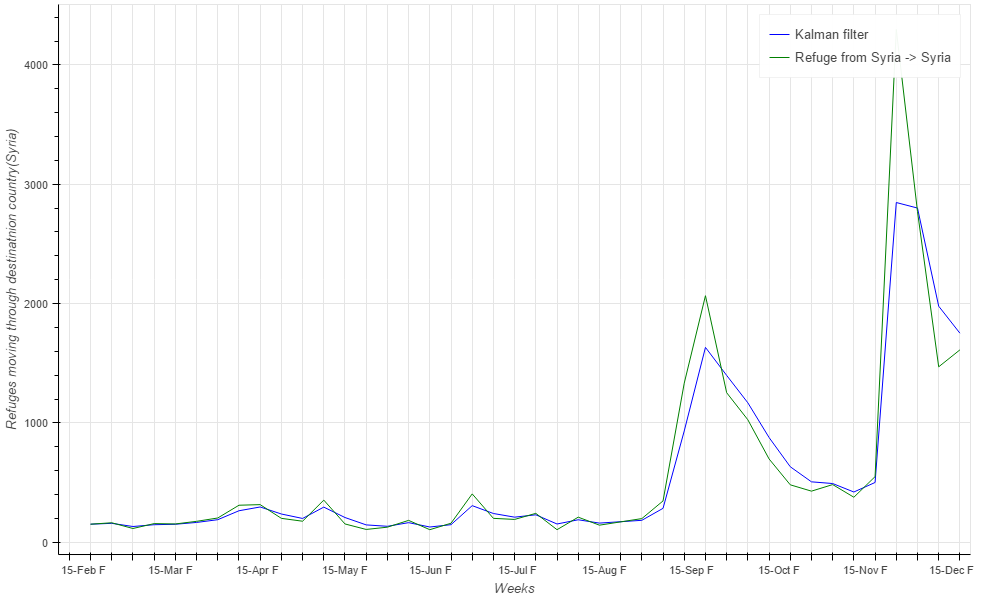 Kalman filter
Refuge from Syria -> Syria
Refuges moving through destinatnion country(Syria)
4000
3000
2000
1000
0
15-Feb F 15-Mar F 15-Apr F 15-May F 15-Jun F 15-Jul F 15-Aug F 15-Sep F 15-Oct F 15-Nov F 15-Dec F
Weeks